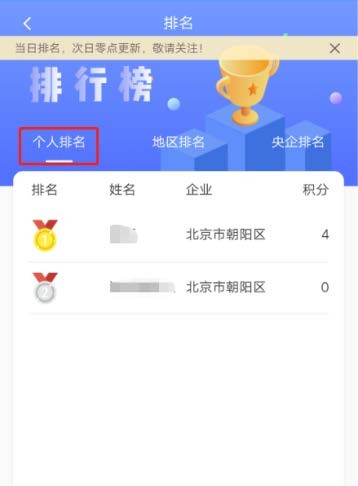 排名
当日排名，次日零点更新，敬请关注！
排行榜
个人排名 地区排名 央企排名
排名 姓名 企业 积分
1 北京市朝阳区 4
2 北京市朝阳区 0